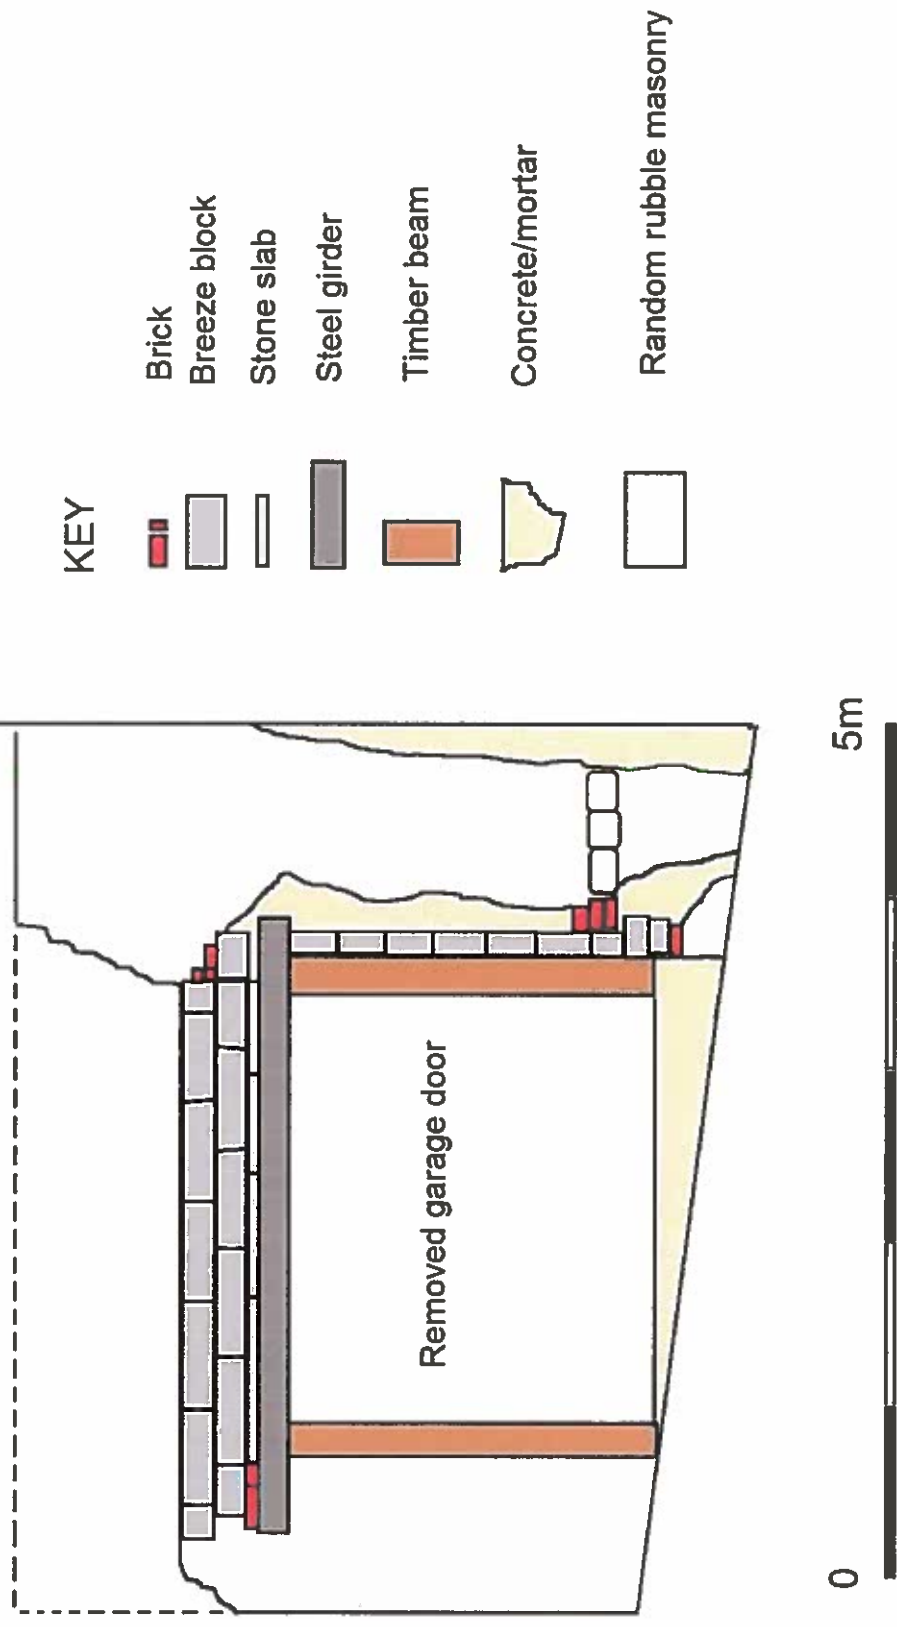 KEY
Brick
Breeze block
Stone slab
Steel girder
Timber beam
Concrete/mortar
Random rubble masonry
Removed garage door
0
5m